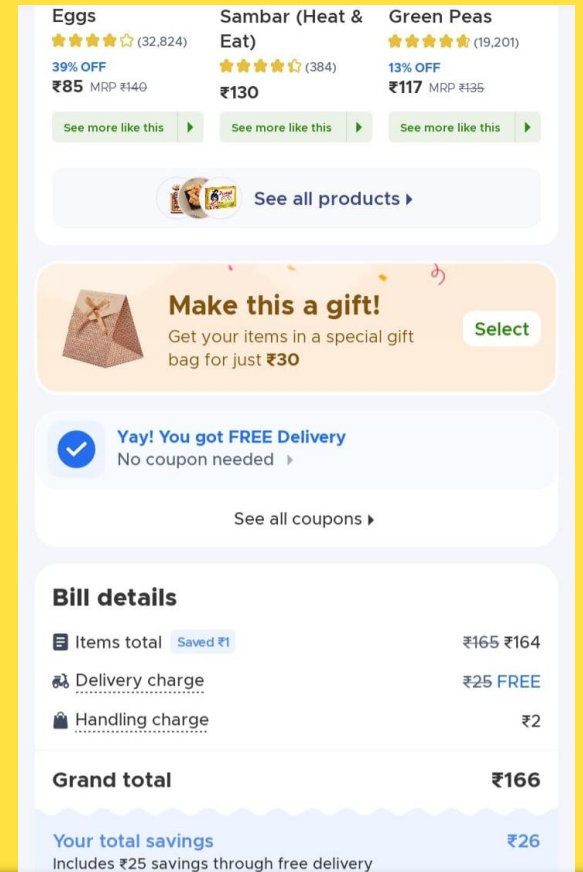 Eggs
(32,824)
39% OFF
₹85 MRP ₹140
See more like this
Sambar (Heat &
Eat)
(384)
₹130
See more like this
Green Peas
(19,201)
13% OFF
₹117 MRP ₹135
See more like this
See all products
Make this a gift!
Get your items in a special gift
bag for just ₹30
Select
Yay! You got FREE Delivery
No coupon needed
See all coupons
Bill details
Items total Saved ₹1 ₹165 ₹164
Delivery charge ₹25 FREE
Handling charge ₹2
Grand total ₹166
Your total savings ₹26
Includes ₹25 savings through free delivery